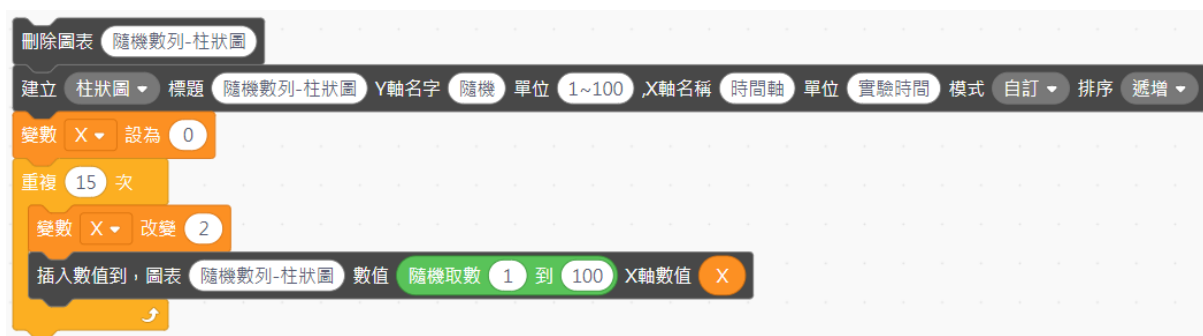 刪除圖表 隨機數列-柱狀圖
建立 柱狀圖 標題 隨機數列-柱狀圖 Y軸名字 隨機 單位 1~100 ,X軸名稱 時間軸 單位 實驗時間 模式 自訂 排序 遞增
變數 X 設為 0
重複 15 次
變數 X 改變 2
插入數值到，圖表 隨機數列-柱狀圖 數值 隨機取數 1 到 100 X軸數值 X